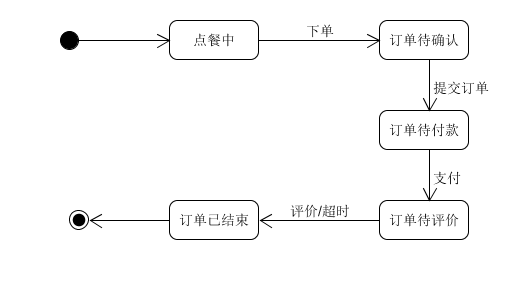 点餐中
下单
订单待确认
提交订单
订单待付款
支付
订单待评价
评价/超时
订单已结束